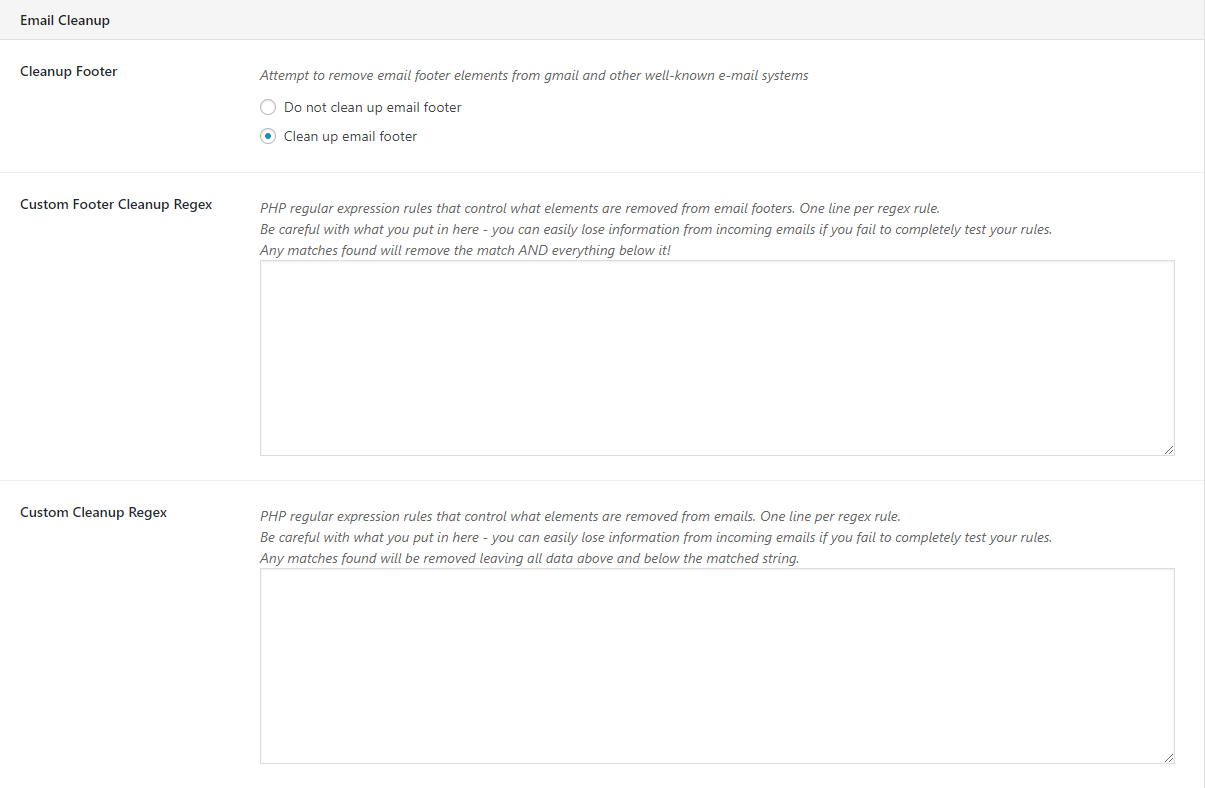 Email Cleanup
Cleanup Footer
Attempt to remove email footer elements from gmail and other well-known e-mail systems
Do not clean up email footer
Clean up email footer
Custom Footer Cleanup Regex
PHP regular expression rules that control what elements are removed from email footers. One line per regex rule.
Be careful with what you put in here - you can easily lose information from incoming emails if you fail to completely test your rules.
Any matches found will remove the match AND everything below it!
Custom Cleanup Regex
PHP regular expression rules that control what elements are removed from emails. One line per regex rule.
Be careful with what you put in here - you can easily lose information from incoming emails if you fail to completely test your rules.
Any matches found will be removed leaving all data above and below the matched string.